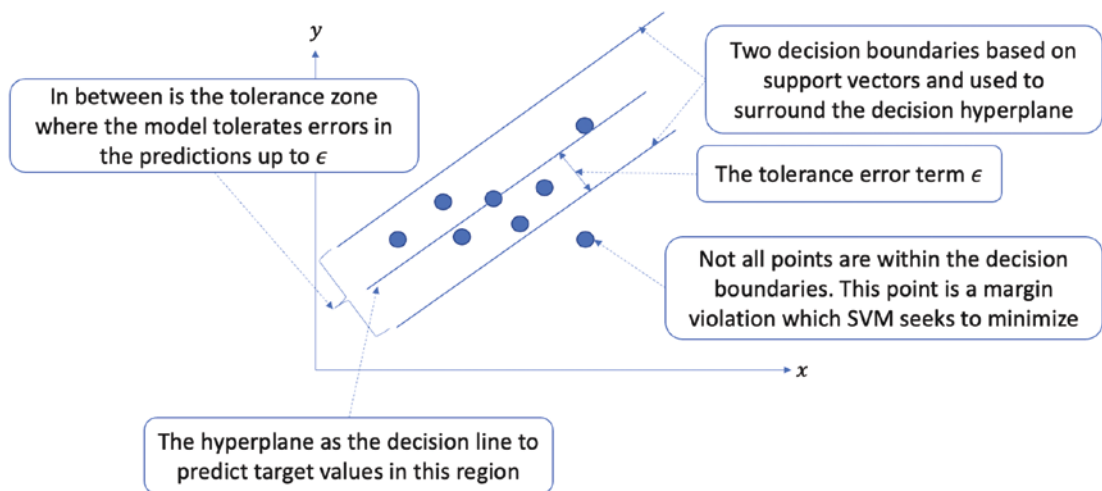 y
Two decision boundaries based on
support vectors and used to
surround the decision hyperplane
In between is the tolerance zone
where the model tolerates errors in
the predictions up to ϵ
The tolerance error term ϵ
Not all points are within the decision
boundaries. This point is a margin
violation which SVM seeks to minimize
x
The hyperplane as the decision line to
predict target values in this region